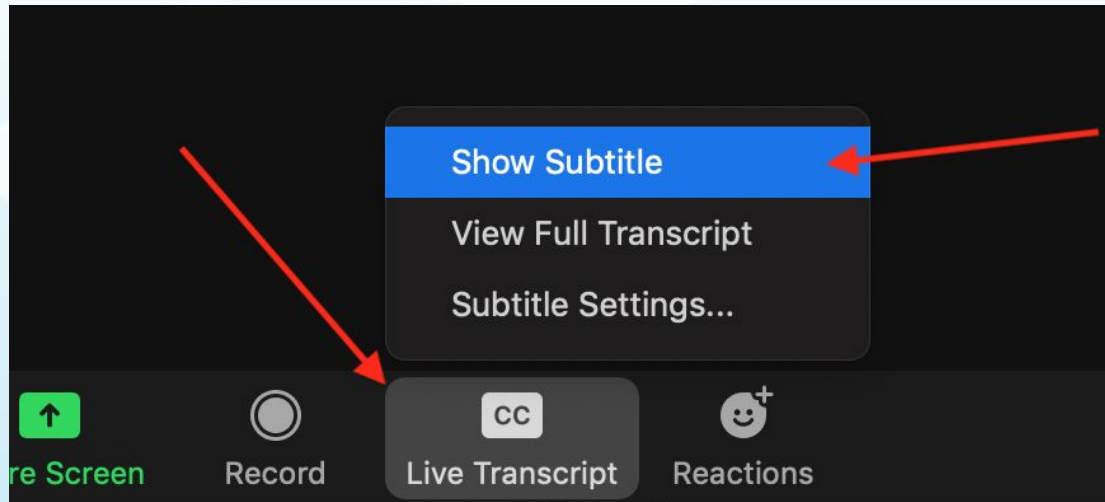 Show Subtitle
View Full Transcript
Subtitle Settings...
CC
re Screen
Record
Live Transcript
Reactions